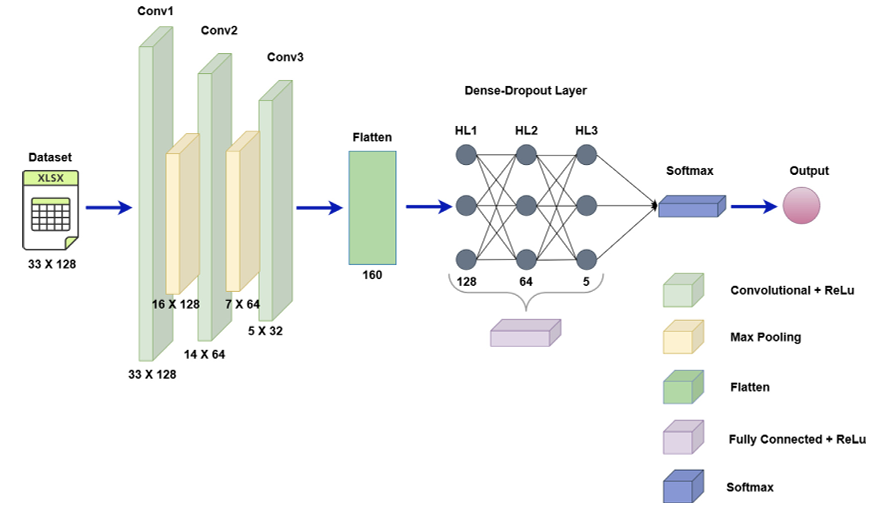 Conv1
Conv2
Conv3
Dense-Dropout Layer
Dataset
XLSX
33 X 128
Flatten
HL1 HL2 HL3
Softmax
Output
16 X 128
7 X 64
5 X 32
14 X 64
33 X 128
160
128 64 5
Convolutional + ReLu
Max Pooling
Flatten
Fully Connected + ReLu
Softmax